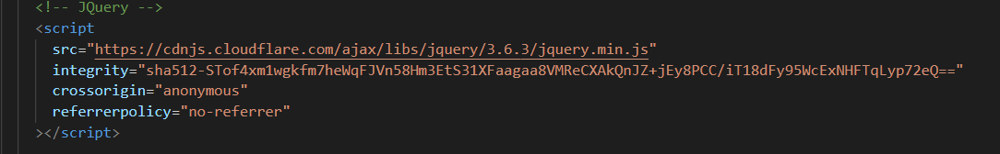 <!-- JQuery -->
<script
src="https://cdnjs.cloudflare.com/ajax/libs/jquery/3.6.3/jquery.min.js"
integrity="sha512-STof4xm1wgkfm7heWqFJVn58Hm3EtS31XFaagaa8VMReCXAkQnJZ+jEy8PCC/iT18dFy95WcExNHFTqLyp72eQ=="
crossorigin="anonymous"
referrerpolicy="no-referrer"
></script>